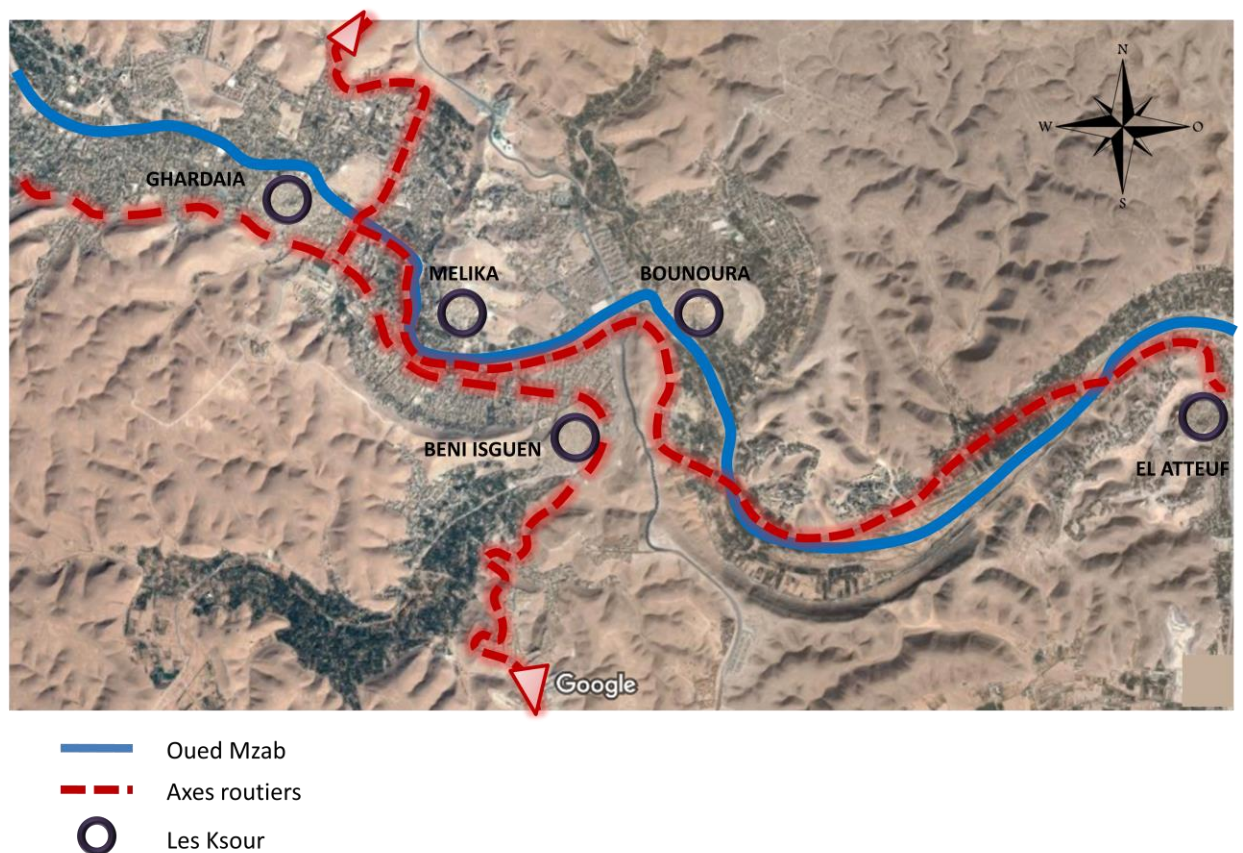 N
W
O
S
GHARDAIA
MELIKA
BOUNOURA
BENI ISGUEN
EL ATTEUF
Google
Oued Mzab
Axes routiers
Les Ksour